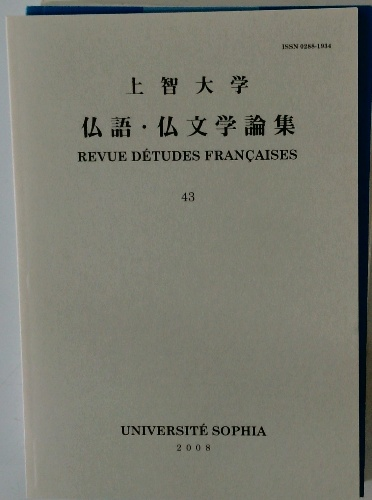 ISSN 0288-1934
上智大学
仏語・仏文学論集
REVUE DÉTUDES FRANÇAISES
43
UNIVERSITÉ SOPHIA
2008